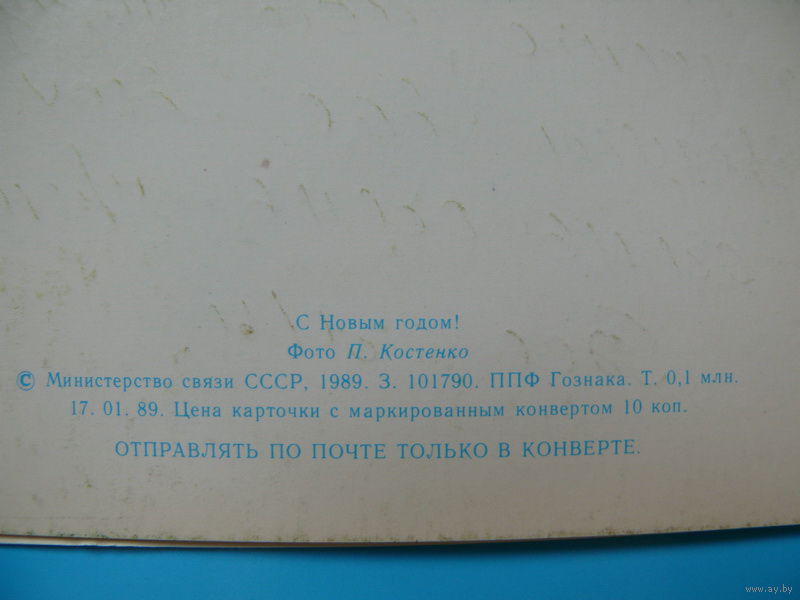 С Новым годом!
Фото П. Костенко
© Министерство связи СССР, 1989. З. 101790. ППФ Гознака. Т. 0,1 млн.
17. 01. 89. Цена карточки с маркированным конвертом 10 коп.
ОТПРАВЛЯТЬ ПО ПОЧТЕ ТОЛЬКО В КОНВЕРТЕ.
www.ay.by